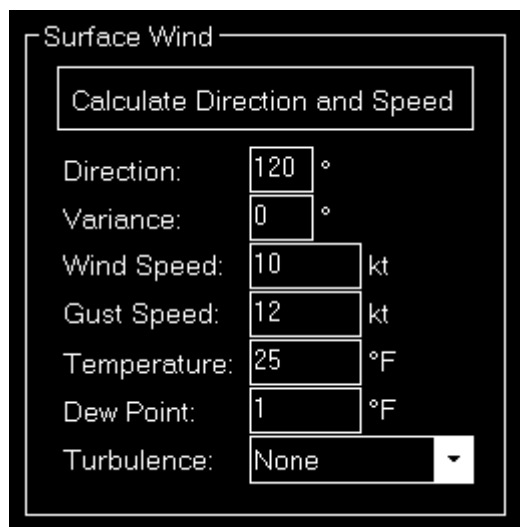 Surface Wind
Calculate Direction and Speed
Direction: 120 °
Variance: 0 °
Wind Speed: 10 kt
Gust Speed: 12 kt
Temperature: 25 °F
Dew Point: 1 °F
Turbulence: None